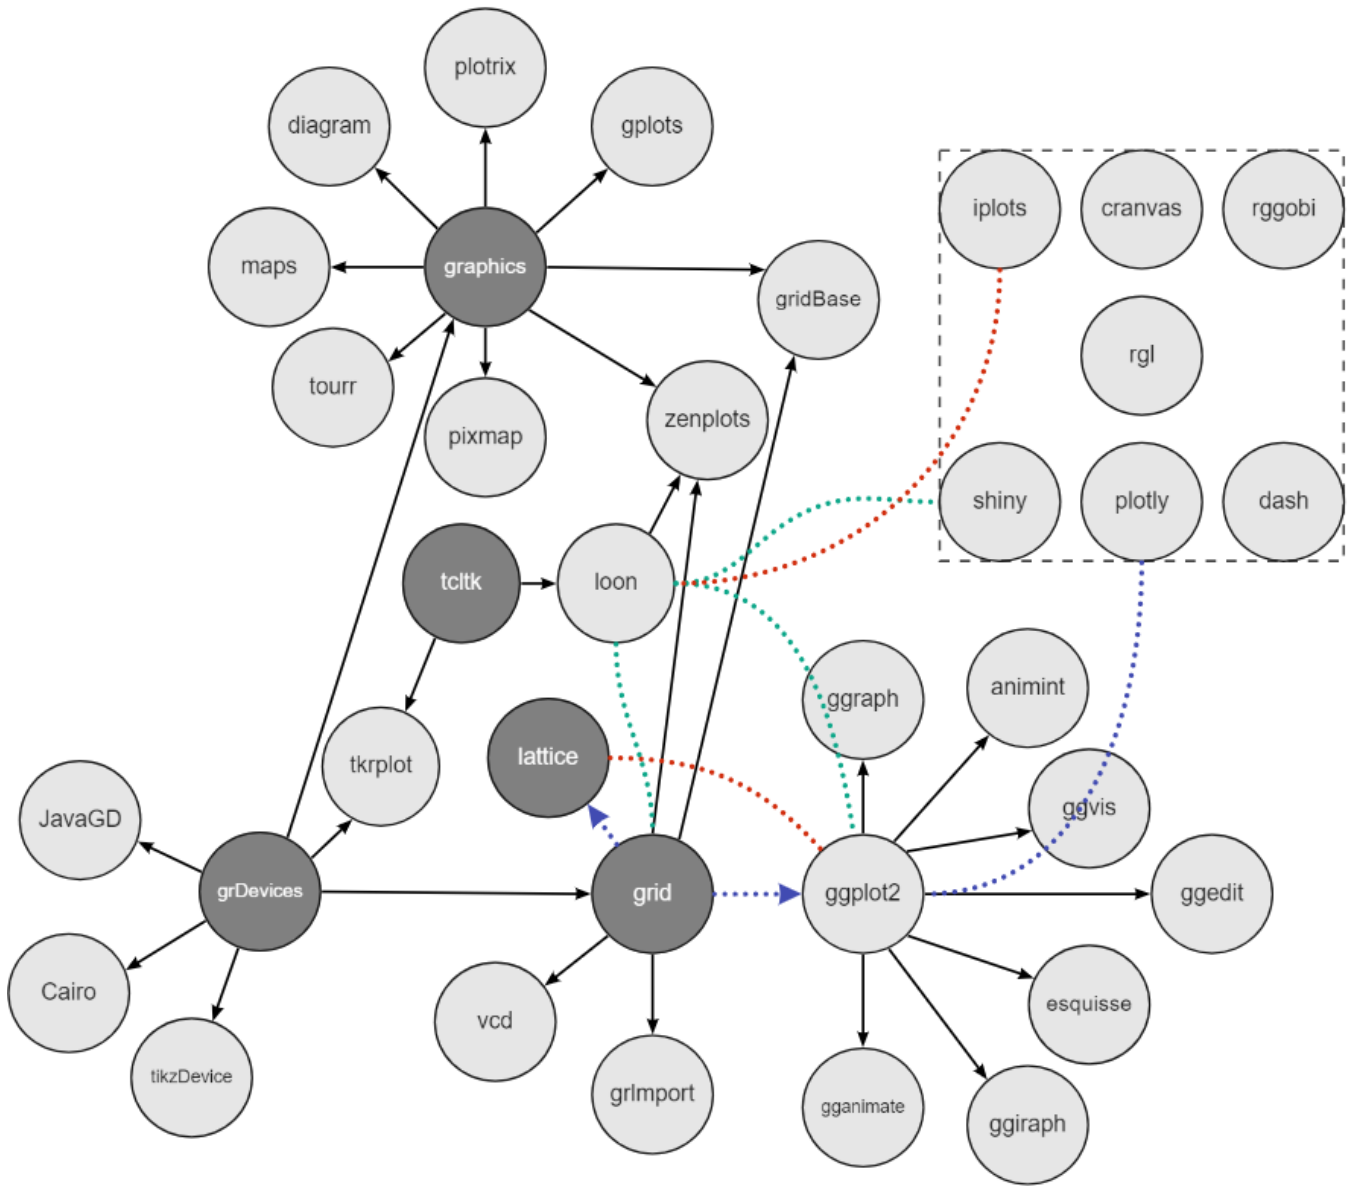 plotrix
diagram
gplots
iplots
cranvas
rggobi
maps
graphics
gridBase
rgl
tourr
zenplots
pixmap
shiny
plotly
dash
tcltk
loon
animint
ggraph
lattice
tkrplot
ggvis
JavaGD
grDevices
grid
ggplot2
ggedit
Cairo
esquisse
vcd
tikzDevice
grImport
gganimate
ggiraph